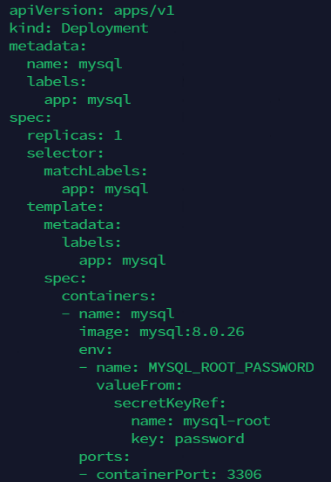 apiVersion: apps/v1
kind: Deployment
metadata:
  name: mysql
  labels:
    app: mysql
spec:
  replicas: 1
  selector:
    matchLabels:
      app: mysql
  template:
    metadata:
      labels:
        app: mysql
    spec:
      containers:
      - name: mysql
        image: mysql:8.0.26
        env:
        - name: MYSQL_ROOT_PASSWORD
          valueFrom:
            secretKeyRef:
              name: mysql-root
              key: password
        ports:
        - containerPort: 3306